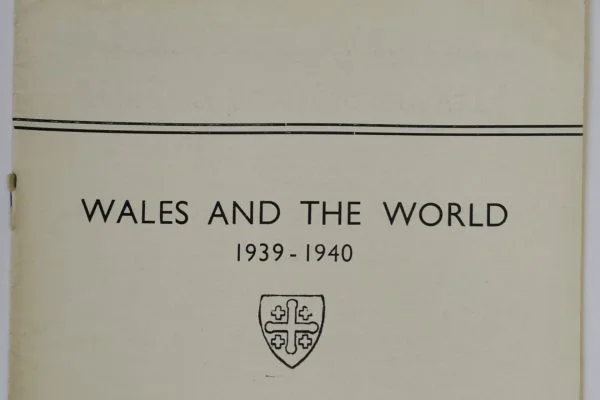 WALES AND THE WORLD
1939-1940